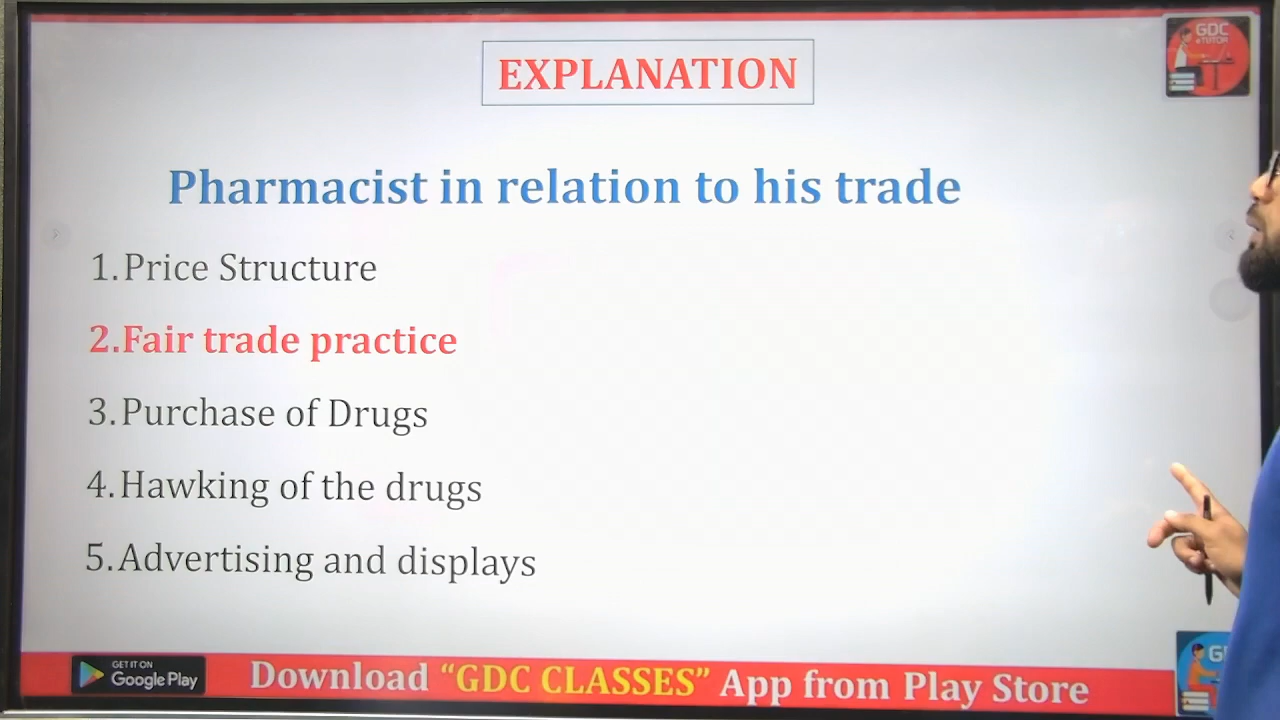 EXPLANATION
GDC
eTUTOR
Pharmacist in relation to his trade
1.Price Structure
2.Fair trade practice
3.Purchase of Drugs
4.Hawking of the drugs
5.Advertising and displays
GET IT ON
Google Play
Download “GDC CLASSES” App from Play Store